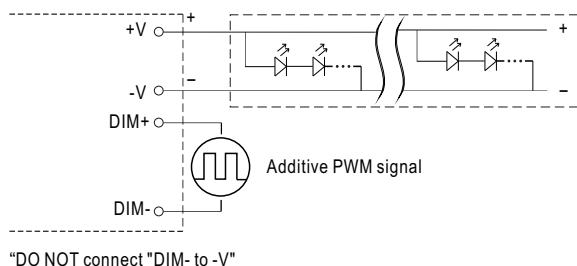 +V + +
-V − −
DIM+
Additive PWM signal
DIM-
“DO NOT connect "DIM- to -V"